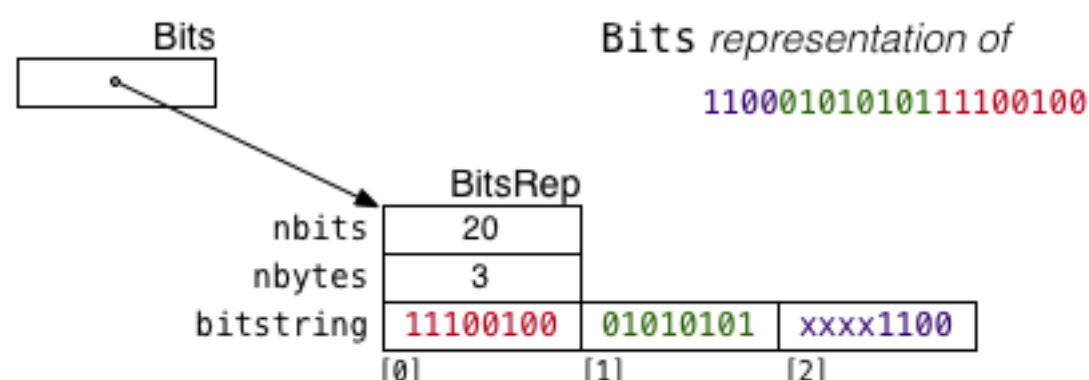 Bits
Bits representation of
11000101010111100100
BitsRep
nbits 20
nbytes 3
bitstring 11100100 01010101 xxxx1100
[0] [1] [2]